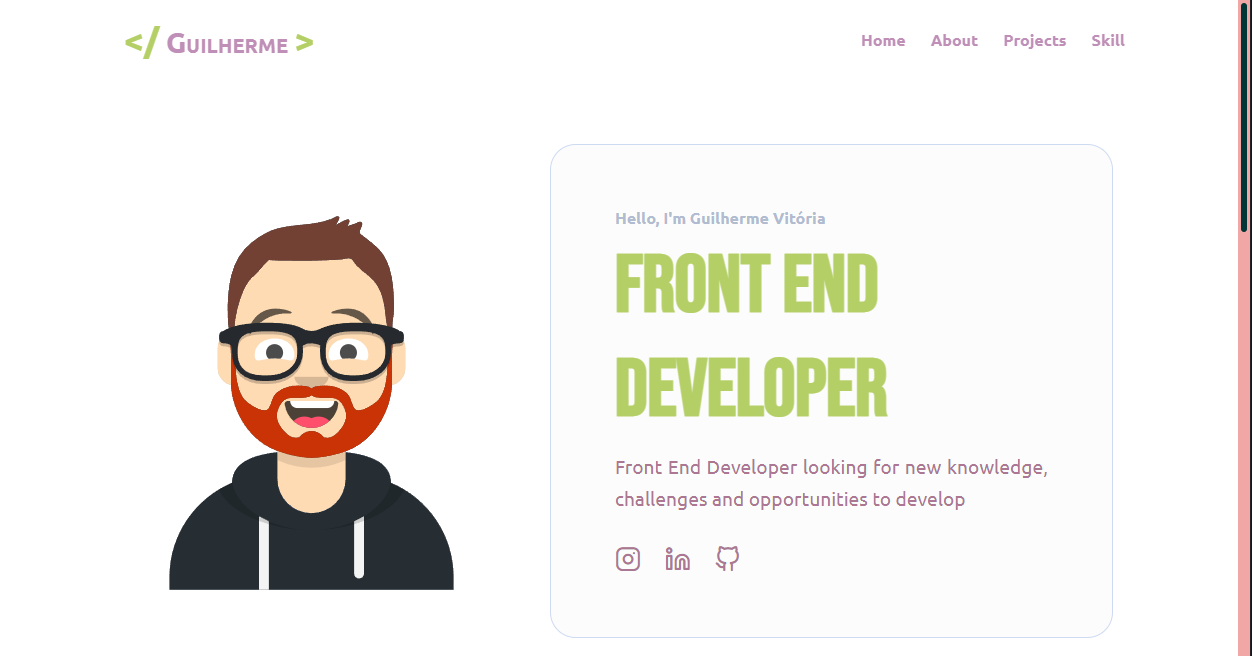 </ Guilherme >
Home About Projects Skill
Hello, I'm Guilherme Vitória
FRONT END
DEVELOPER
Front End Developer looking for new knowledge,
challenges and opportunities to develop